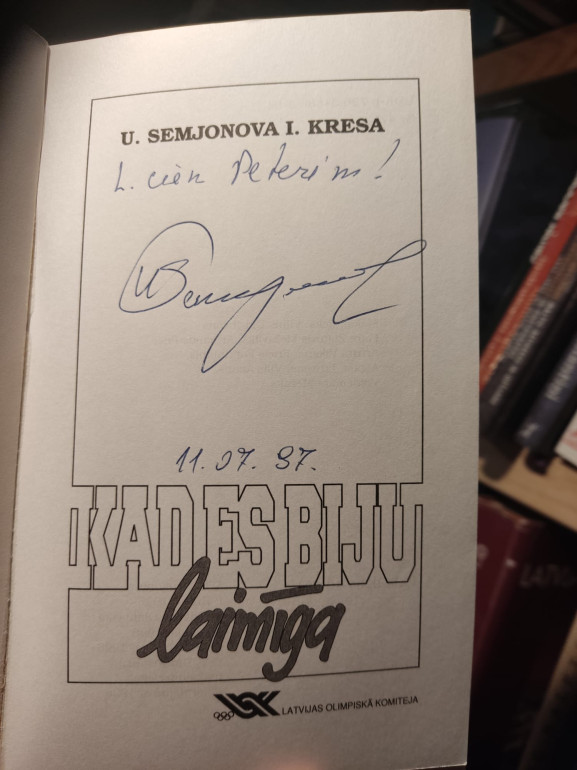 U. SEMJONOVA I. KRESA
L. cien Pēterim!
11.07.97.
KAD ES BIJU
laimīga
LATVIJAS OLIMPISKĀ KOMITEJA